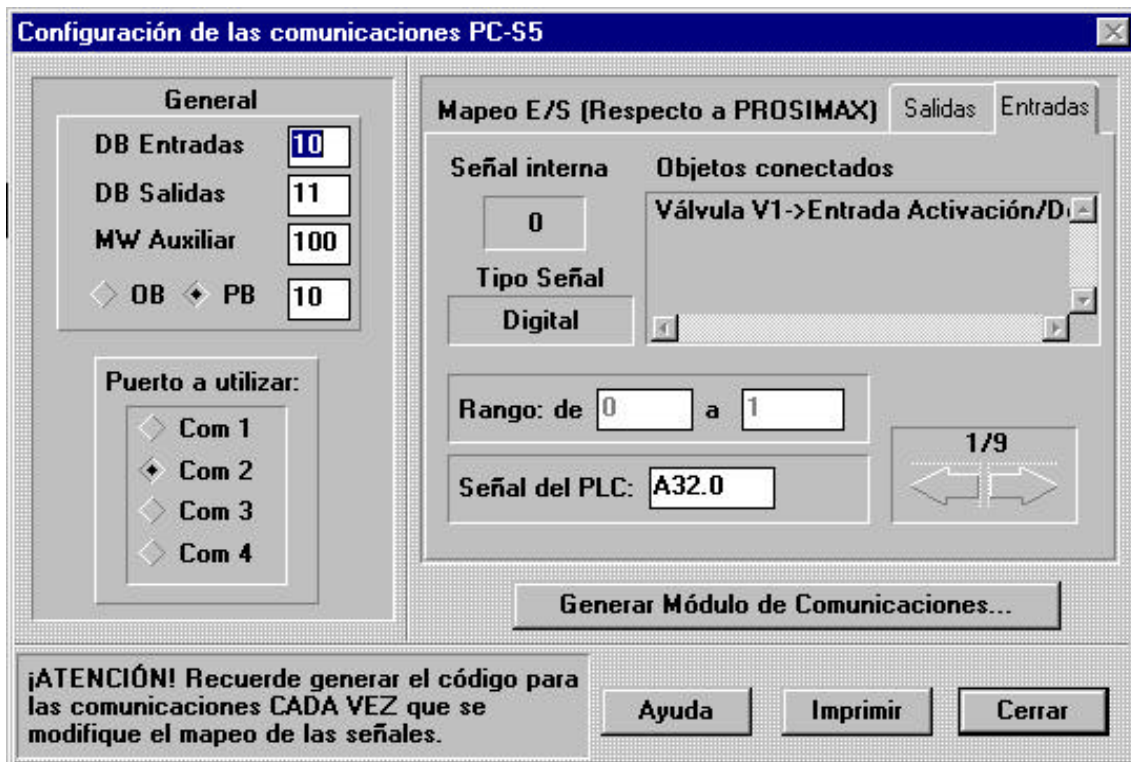 Configuración de las comunicaciones PC-S5
General
DB Entradas 10
DB Salidas 11
MW Auxiliar 100
OB PB 10
Puerto a utilizar:
Com 1
Com 2
Com 3
Com 4
Mapeo E/S (Respecto a PROSIMAX) Salidas Entradas
Señal interna
0
Tipo Señal
Digital
Objetos conectados
Válvula V1->Entrada Activación/D
Rango: de 0 a 1
Señal del PLC: A32.0
1/9
Generar Módulo de Comunicaciones...
¡ATENCIÓN! Recuerde generar el código para
las comunicaciones CADA VEZ que se
modifique el mapeo de las señales.
Ayuda Imprimir Cerrar